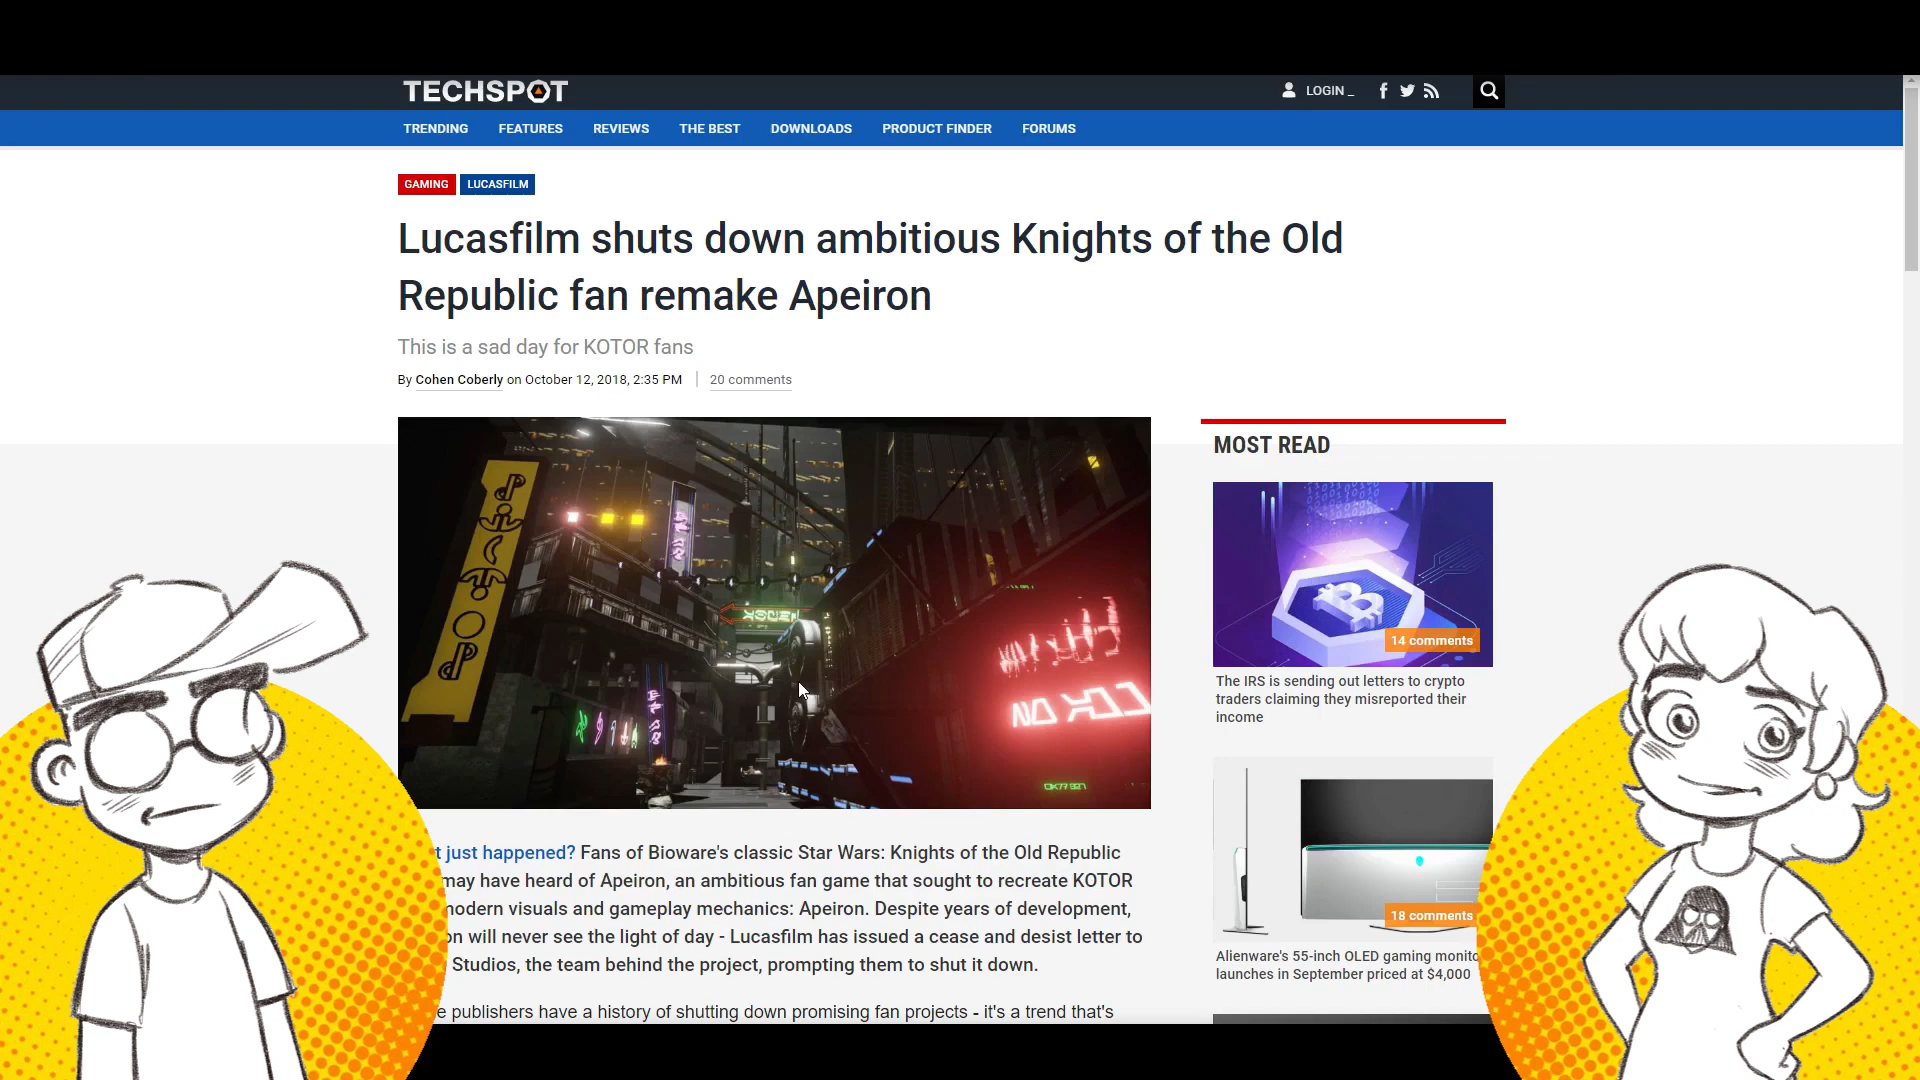 TECHSPOT
LOGIN _
TRENDING FEATURES REVIEWS THE BEST DOWNLOADS PRODUCT FINDER FORUMS
GAMING LUCASFILM
Lucasfilm shuts down ambitious Knights of the Old
Republic fan remake Apeiron
This is a sad day for KOTOR fans
By Cohen Coberly on October 12, 2018, 2:35 PM
20 comments
t just happened? Fans of Bioware's classic Star Wars: Knights of the Old Republic
may have heard of Apeiron, an ambitious fan game that sought to recreate KOTOR
modern visuals and gameplay mechanics: Apeiron. Despite years of development,
on will never see the light of day - Lucasfilm has issued a cease and desist letter to
Studios, the team behind the project, prompting them to shut it down.
e publishers have a history of shutting down promising fan projects - it's a trend that's
MOST READ
14 comments
The IRS is sending out letters to crypto
traders claiming they misreported their
income
18 comments
Alienware's 55-inch OLED gaming monito
launches in September priced at $4,000